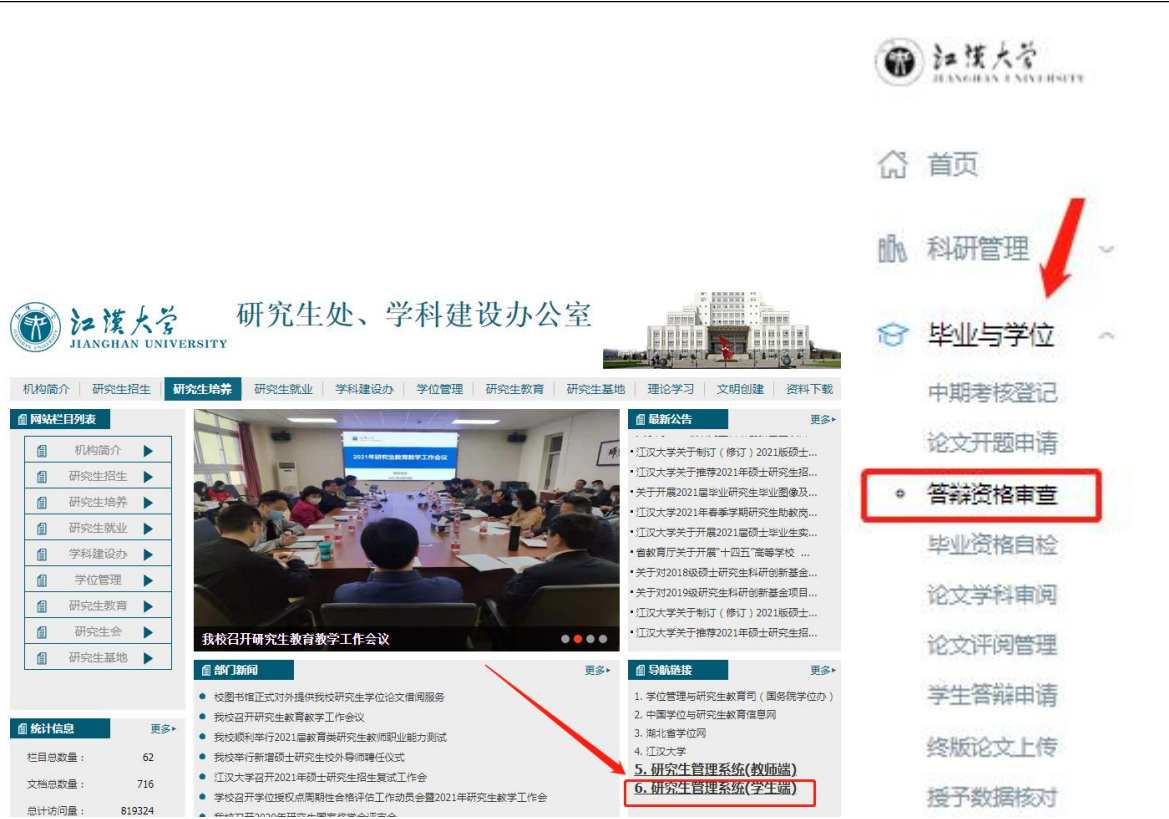 江漢大学
JIANGHAN UNIVERSITY
研究生处、学科建设办公室
机构简介 研究生招生 研究生培养 研究生就业 学科建设办 学位管理 研究生教育 研究生基地 理论学习 文明创建 资料下载
网站栏目列表
机构简介
研究生招生
研究生培养
研究生就业
学科建设办
学位管理
研究生教育
研究生会
研究生基地
统计信息 更多
栏目总数量： 62
文档总数量： 716
总计访问量： 819324
2021年研究生教育教学工作会议
我校召开研究生教育教学工作会议
部门新闻 更多
校图书馆正式对外提供我校研究生学位论文借阅服务
我校召开研究生教育教学工作会议
我校顺利举行2021届教育类研究生教师职业能力测试
我校举行新增硕士研究生校外导师聘任仪式
江汉大学召开2021年硕士研究生招生复试工作会
学校召开学位授权点周期性合格评估工作动员会暨2021年研究生教学工作会
最新公告 更多
江汉大学关于制订（修订）2021版硕士...
江汉大学关于推荐2021年硕士研究生招...
关于开展2021届毕业研究生毕业图像及...
江汉大学2021年春季学期研究生助教岗...
江汉大学关于开展2021届硕士毕业生实...
省教育厅关于开展“十四五”高等学校 ...
关于对2018级硕士研究生科研创新基金...
关于对2019级研究生科研创新基金项目...
江汉大学关于制订（修订）2021版硕士...
江汉大学关于推荐2021年硕士研究生招...
导航链接 更多
1. 学位管理与研究生教育司（国务院学位办）
2. 中国学位与研究生教育信息网
3. 湖北省学位网
4. 江汉大学
5. 研究生管理系统(教师端)
6. 研究生管理系统(学生端)
江漢大学
JIANGHAN UNIVERSITY
首页
科研管理
毕业与学位
中期考核登记
论文开题申请
答辩资格审查
毕业资格自检
论文学科审阅
论文评阅管理
学生答辩申请
终版论文上传
授予数据核对